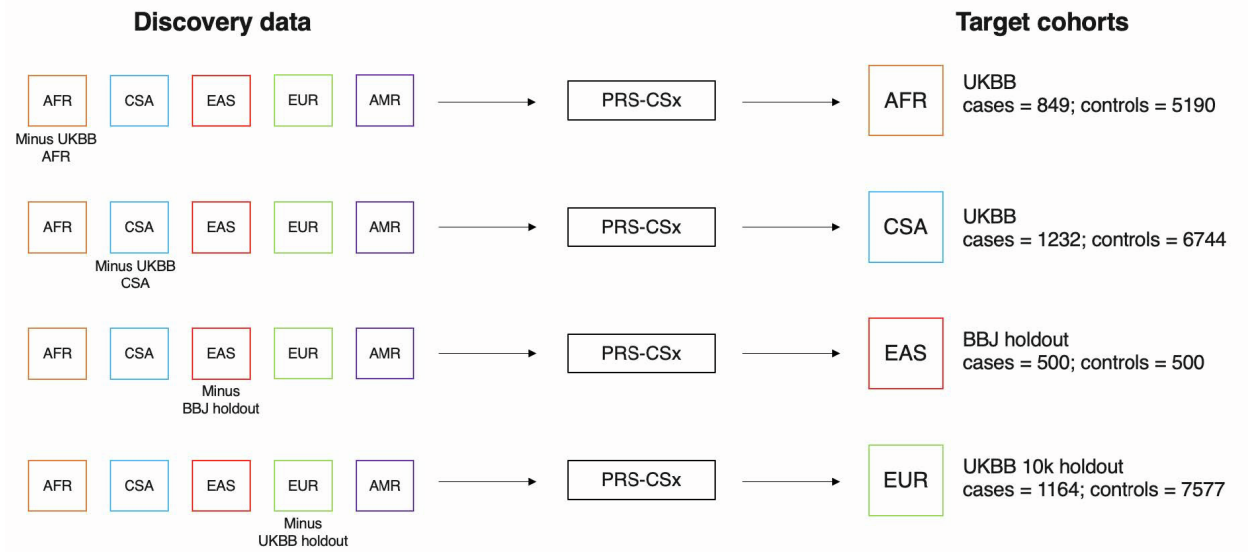 Discovery data
Target cohorts
AFR
CSA
EAS
EUR
AMR
Minus UKBB
AFR
PRS-CSx
AFR
UKBB
cases = 849; controls = 5190
AFR
CSA
EAS
EUR
AMR
Minus UKBB
CSA
PRS-CSx
CSA
UKBB
cases = 1232; controls = 6744
AFR
CSA
EAS
EUR
AMR
Minus
BBJ holdout
PRS-CSx
EAS
BBJ holdout
cases = 500; controls = 500
AFR
CSA
EAS
EUR
AMR
Minus
UKBB holdout
PRS-CSx
EUR
UKBB 10k holdout
cases = 1164; controls = 7577